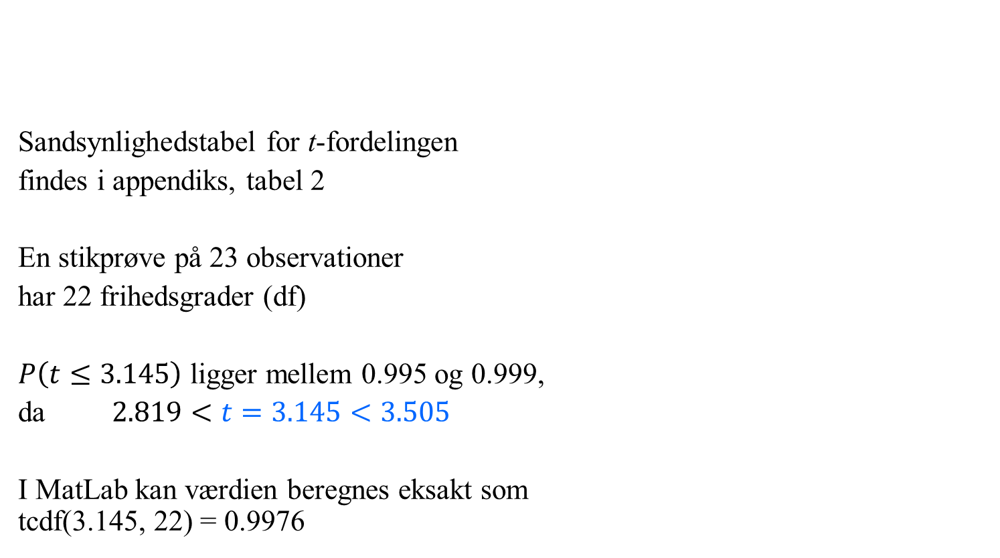 Sandsynlighedstabel for t-fordelingen
findes i appendiks, tabel 2
En stikprøve på 23 observationer
har 22 frihedsgrader (df)
P(t ≤ 3.145) ligger mellem 0.995 og 0.999,
da 2.819 < t = 3.145 < 3.505
I MatLab kan værdien beregnes eksakt som
tcdf(3.145, 22) = 0.9976